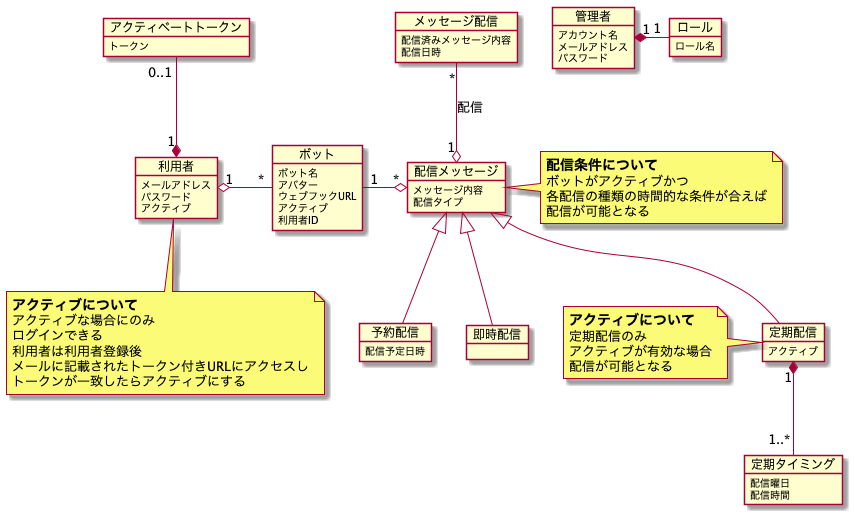 アクティベートトークン
トークン
メッセージ配信
配信済みメッセージ内容
配信日時
管理者
アカウント名
メールアドレス
パスワード
1
1
ロール
ロール名
0..1
1
*
配信
1
利用者
メールアドレス
パスワード
アクティブ
1
*
ボット
ボット名
アバター
ウェブフックURL
アクティブ
利用者ID
1
*
配信メッセージ
メッセージ内容
配信タイプ
配信条件について
ボットがアクティブかつ
各配信の種類の時間的な条件が合えば
配信が可能となる
アクティブについて
アクティブな場合にのみ
ログインできる
利用者は利用者登録後
メールに記載されたトークン付きURLにアクセスし
トークンが一致したらアクティブにする
予約配信
配信予定日時
即時配信
アクティブについて
定期配信のみ
アクティブが有効な場合
配信が可能となる
定期配信
アクティブ
1
1..*
定期タイミング
配信曜日
配信時間